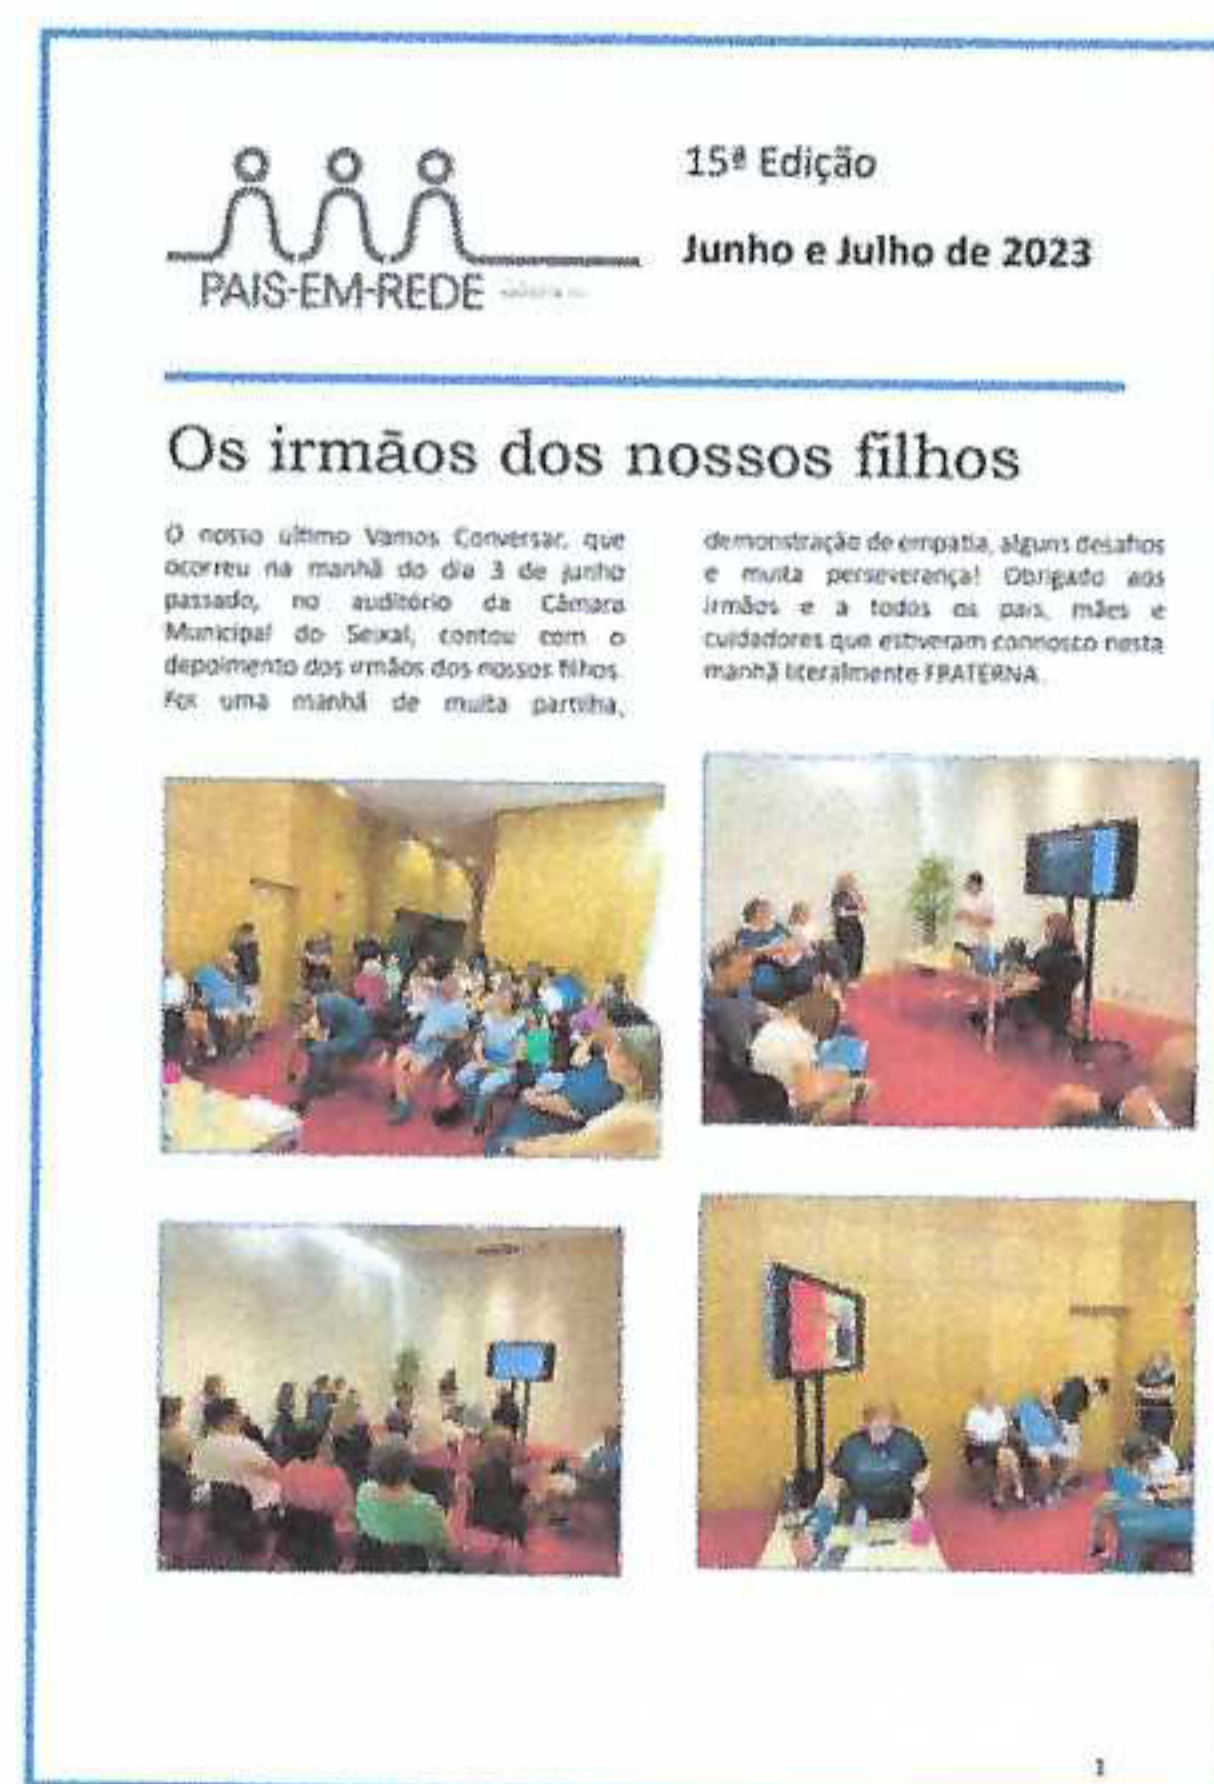 15ª Edição
Junho e Julho de 2023
PAIS-EM-REDE
Os irmãos dos nossos filhos
O nosso último Vamos Conversar, que
ocorreu na manhã do dia 3 de junho
passado, no auditório da Câmara
Municipal do Seixal, contou com o
depoimento dos irmãos dos nossos filhos.
Foi uma manhã de muita partilha,
demonstração de empatia, alguns desafios
e muita perseverança! Obrigado aos
irmãos e a todos os pais, mães e
cuidadores que estiveram connosco nesta
manhã literalmente FRATERNA.
1